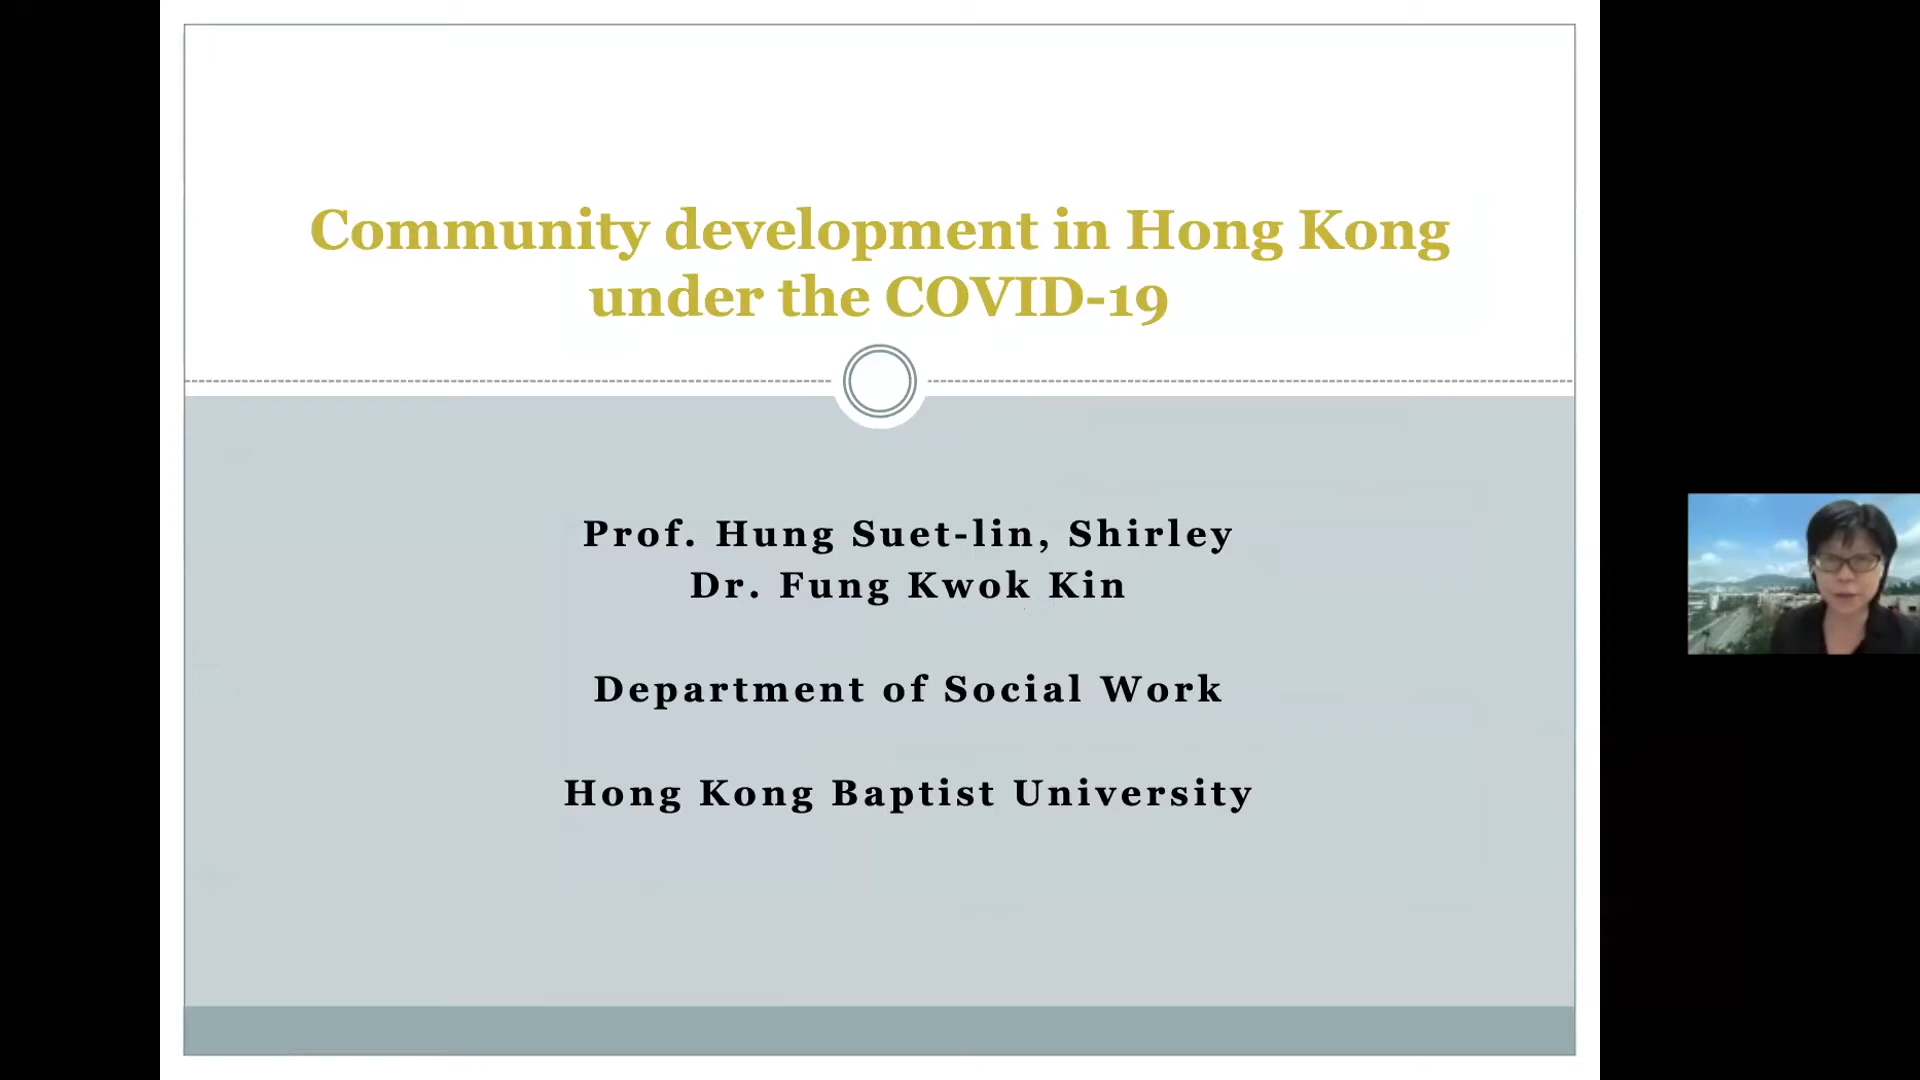 Community development in Hong Kong
under the COVID-19
Prof. Hung Suet-lin, Shirley
Dr. Fung Kwok Kin
Department of Social Work
Hong Kong Baptist University